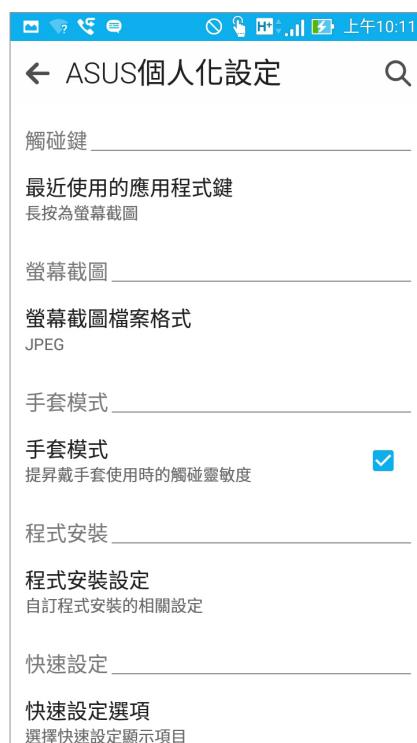 H+ 上午10:11
ASUS個人化設定
觸碰鍵
最近使用的應用程式鍵
長按為螢幕截圖
螢幕截圖
螢幕截圖檔案格式
JPEG
手套模式
手套模式
提昇戴手套使用時的觸碰靈敏度
程式安裝
程式安裝設定
自訂程式安裝的相關設定
快速設定
快速設定選項
選擇快速設定顯示項目